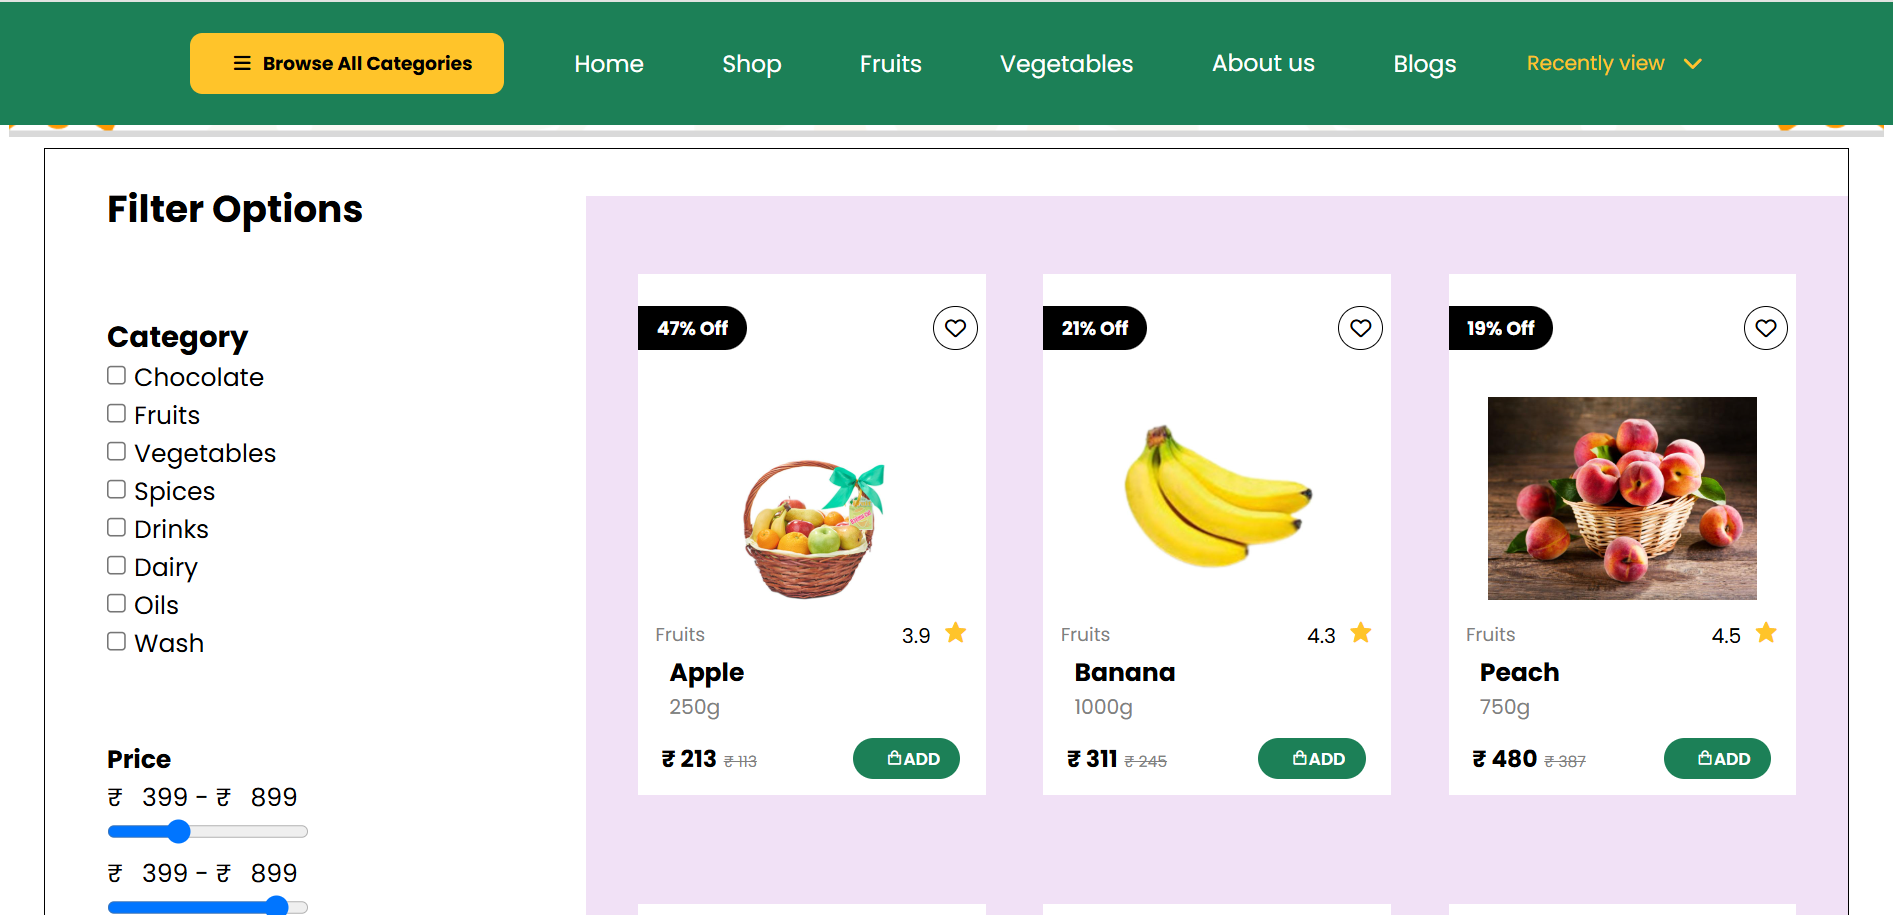 Browse All Categories Home Shop Fruits Vegetables About us Blogs Recently view
Filter Options
Category
Chocolate
Fruits
Vegetables
Spices
Drinks
Dairy
Oils
Wash
Price
₹ 399 - ₹ 899
₹ 399 - ₹ 899
47% Off
Fruits 3.9
Apple
250g
₹ 213 ₹ 113 ADD
21% Off
Fruits 4.3
Banana
1000g
₹ 311 ₹ 245 ADD
19% Off
Fruits 4.5
Peach
750g
₹ 480 ₹ 387 ADD